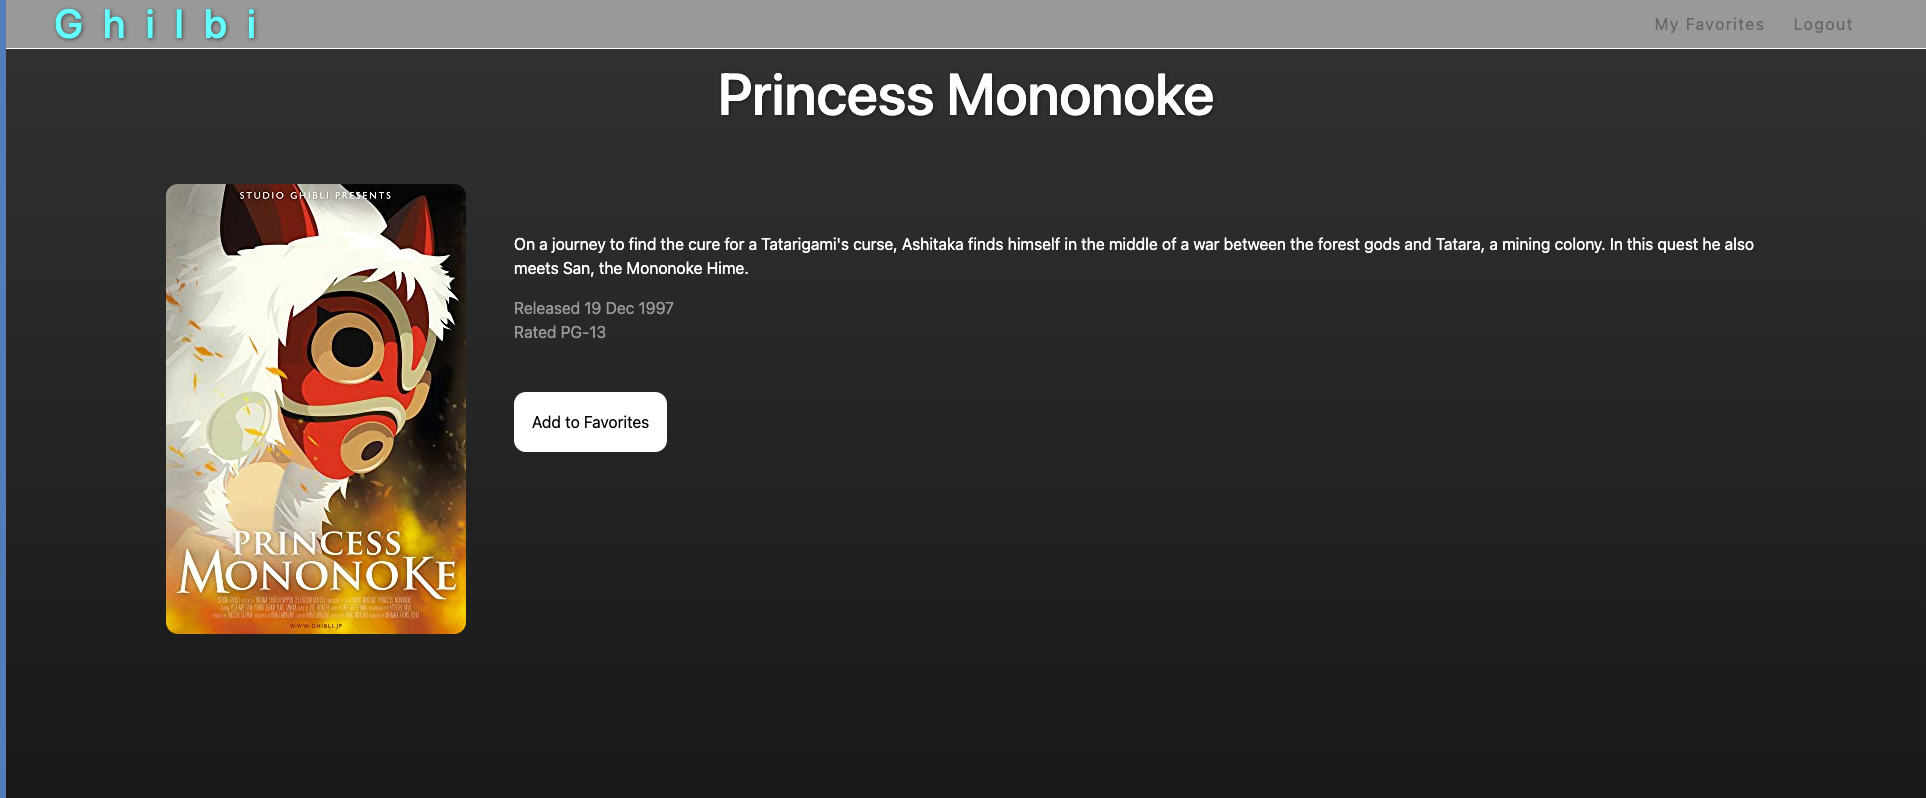 Ghilbi
My Favorites
Logout
Princess Mononoke
STUDIO GHIBLI PRESENTS
On a journey to find the cure for a Tatarigami's curse, Ashitaka finds himself in the middle of a war between the forest gods and Tatara, a mining colony. In this quest he also
meets San, the Mononoke Hime.
Released 19 Dec 1997
Rated PG-13
Add to Favorites
PRINCESS
MONONOKE
WWW.GHIBLI.JP